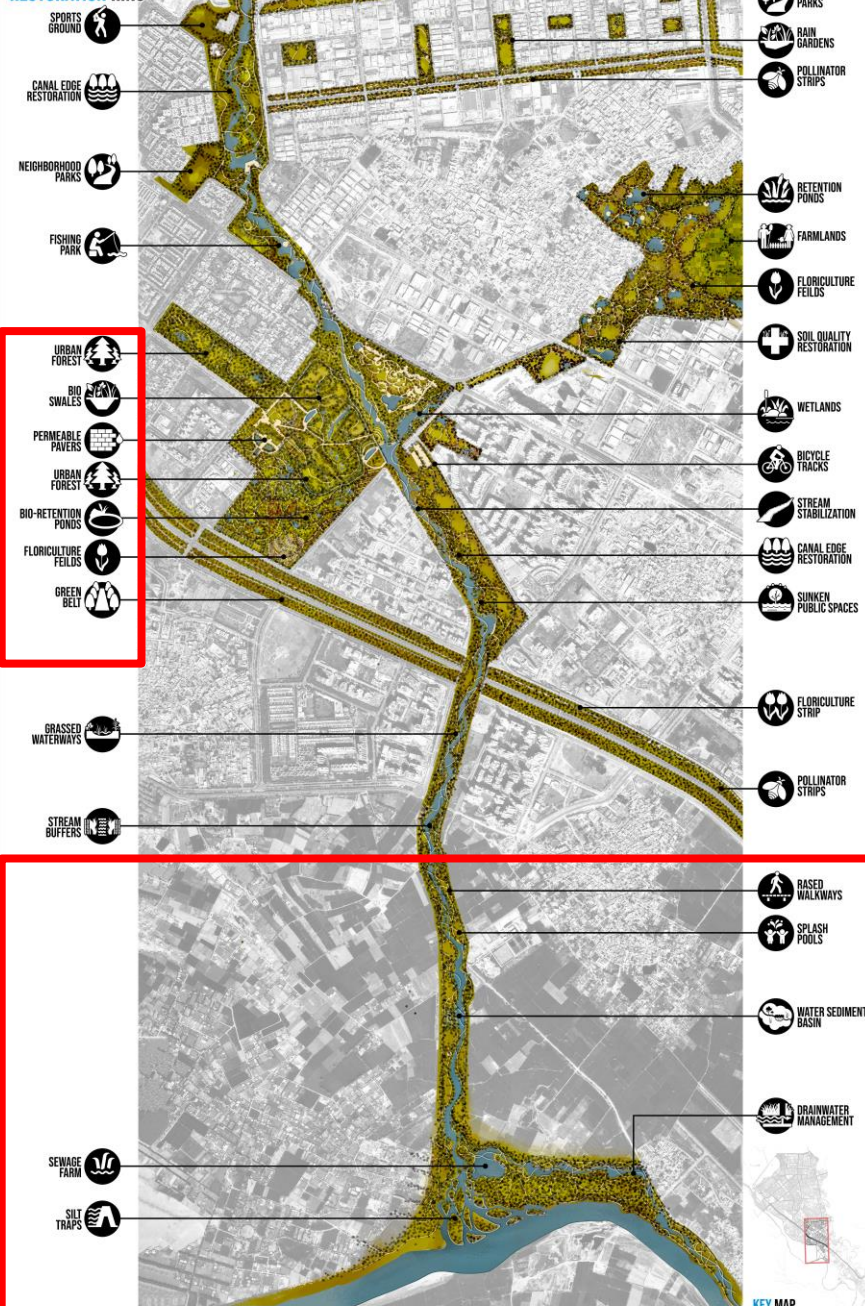 SPORTS
GROUND
CANAL EDGE
RESTORATION
NEIGHBORHOOD
PARKS
FISHING
PARK
URBAN
FOREST
BIO
SWALES
PERMEABLE
PAVERS
URBAN
FOREST
BIO-RETENTION
PONDS
FLORICULTURE
FEILDS
GREEN
BELT
GRASSED
WATERWAYS
STREAM
BUFFERS
SEWAGE
FARM
SILT
TRAPS
PARKS
RAIN
GARDENS
POLLINATOR
STRIPS
RETENTION
PONDS
FARMLANDS
FLORICULTURE
FEILDS
SOIL QUALITY
RESTORATION
WETLANDS
BICYCLE
TRACKS
STREAM
STABILIZATION
CANAL EDGE
RESTORATION
SUNKEN
PUBLIC SPACES
FLORICULTURE
STRIP
POLLINATOR
STRIPS
RASED
WALKWAYS
SPLASH
POOLS
WATER SEDIMENT
BASIN
DRAINWATER
MANAGEMENT
KEY MAP